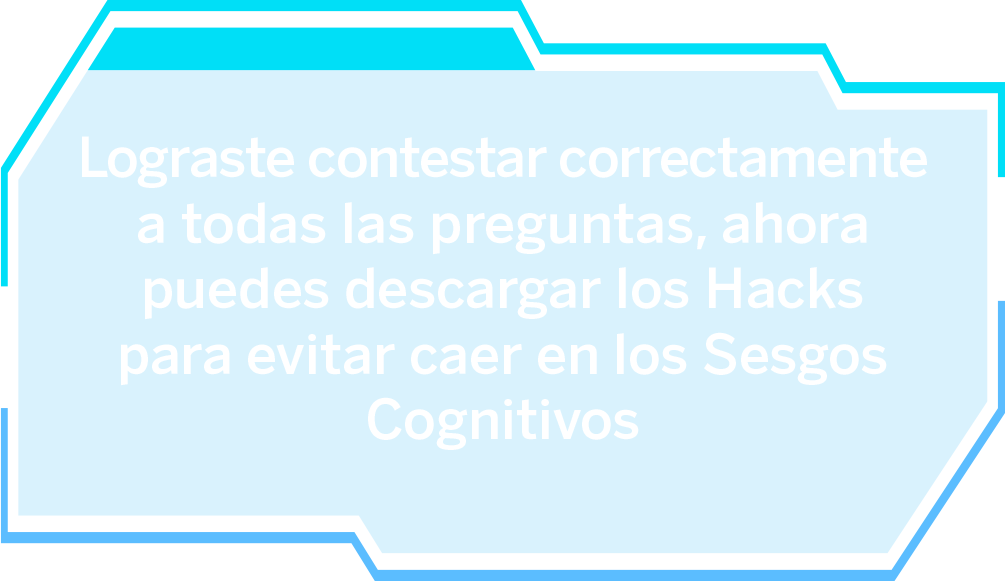 Lograste contestar correctamente
a todas las preguntas, ahora
puedes descargar los Hacks
para evitar caer en los Sesgos
Cognitivos